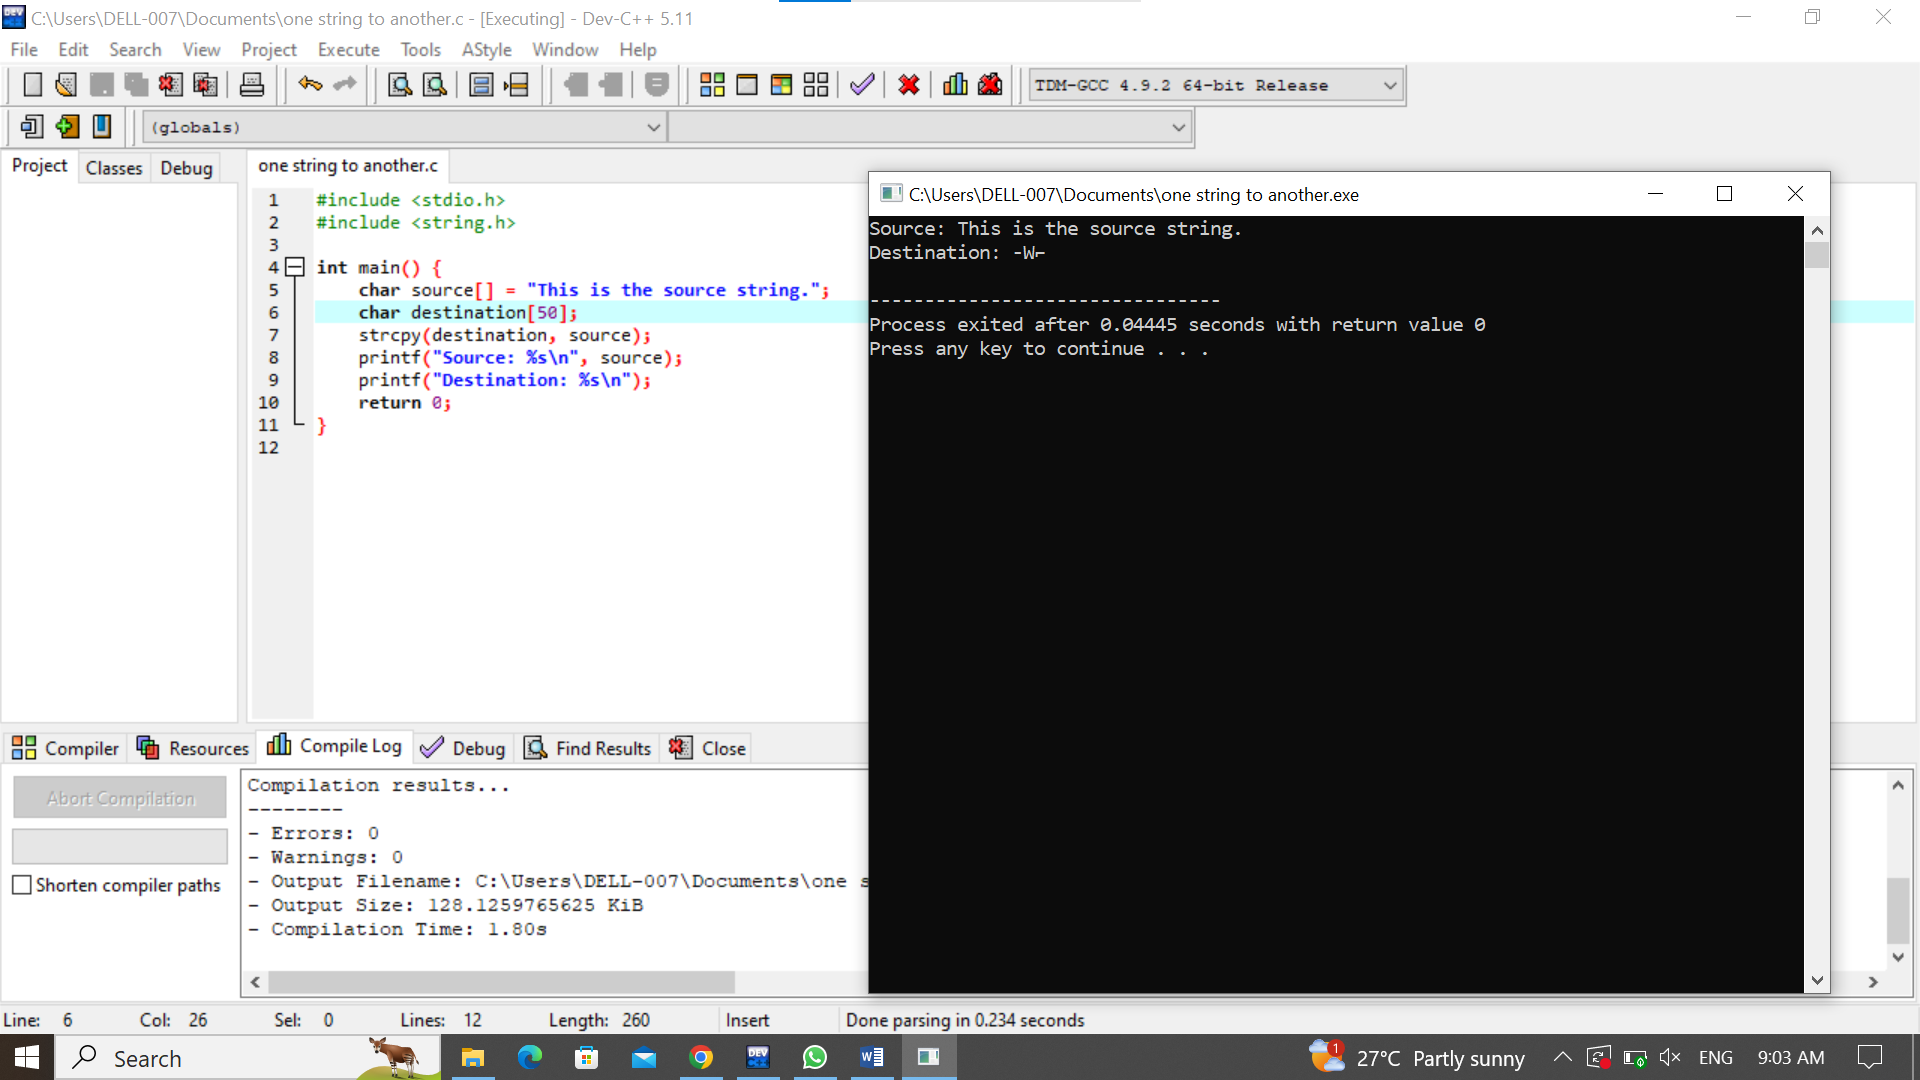 C:\Users\DELL-007\Documents\one string to another.c - [Executing] - Dev-C++ 5.11
File Edit Search View Project Execute Tools AStyle Window Help
TDM-GCC 4.9.2 64-bit Release
(globals)
Project Classes Debug
one string to another.c
1 #include <stdio.h>
2 #include <string.h>
3
4 int main() {
5 char source[] = "This is the source string.";
6 char destination[50];
7 strcpy(destination, source);
8 printf("Source: %s\n", source);
9 printf("Destination: %s\n");
10 return 0;
11 }
12
C:\Users\DELL-007\Documents\one string to another.exe
Source: This is the source string.
Destination: -W⌐
--------------------------------
Process exited after 0.04445 seconds with return value 0
Press any key to continue . . .
Compiler Resources Compile Log Debug Find Results Close
Abort Compilation
Shorten compiler paths
Compilation results...
--------
- Errors: 0
- Warnings: 0
- Output Filename: C:\Users\DELL-007\Documents\one s
- Output Size: 128.1259765625 KiB
- Compilation Time: 1.80s
Line: 6 Col: 26 Sel: 0 Lines: 12 Length: 260 Insert Done parsing in 0.234 seconds
Search
DEV
1
27°C Partly sunny
ENG
9:03 AM